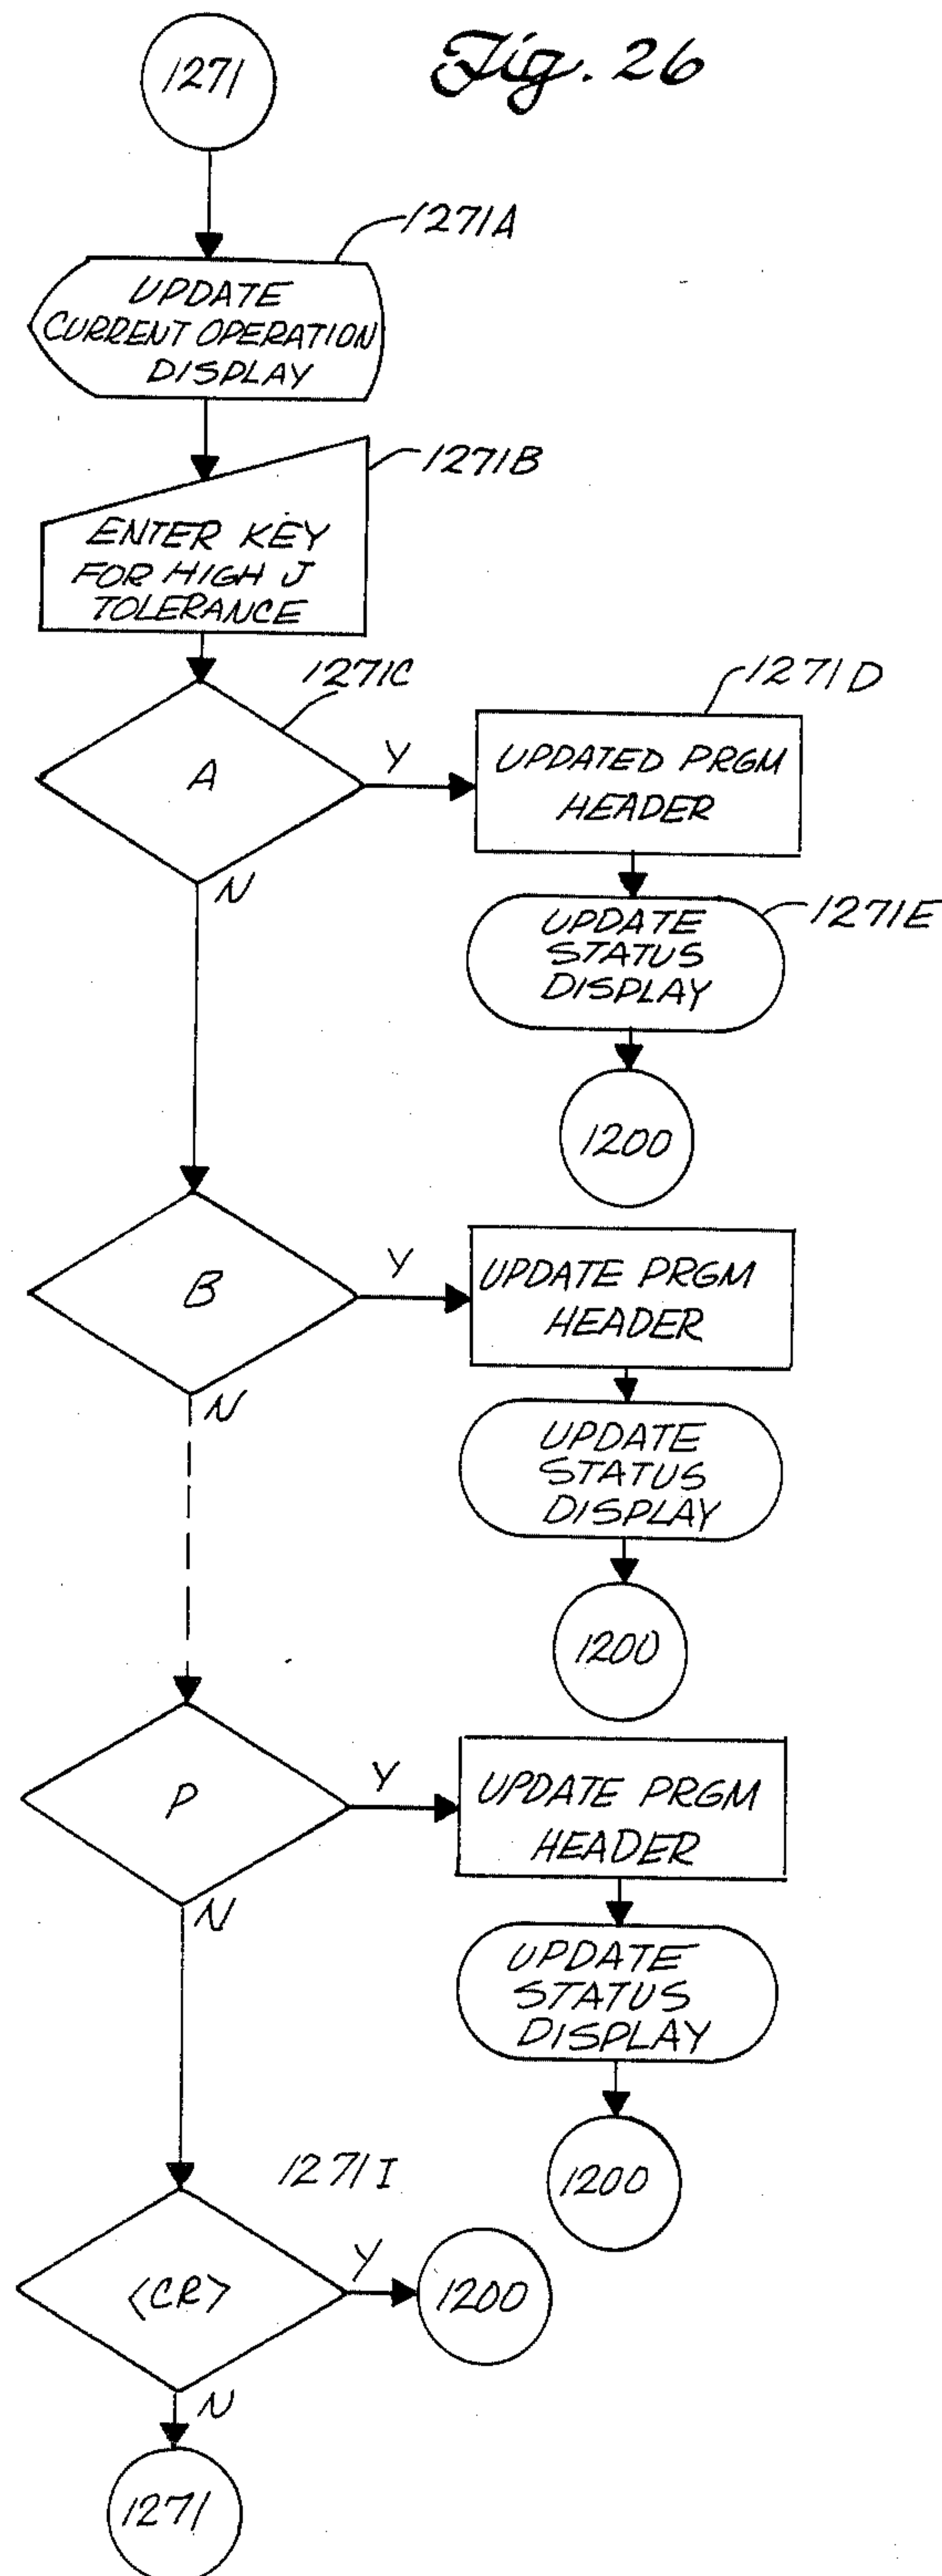 1271
Fig. 26
1271A
UPDATE
CURRENT OPERATION
DISPLAY
1271B
ENTER KEY
FOR HIGH J
TOLERANCE
1271C
A
Y
N
1271D
UPDATED PRGM
HEADER
1271E
UPDATE
STATUS
DISPLAY
1200
B
Y
N
UPDATE PRGM
HEADER
UPDATE
STATUS
DISPLAY
1200
P
Y
N
UPDATE PRGM
HEADER
UPDATE
STATUS
DISPLAY
1200
1271I
<CR>
Y
1200
N
1271